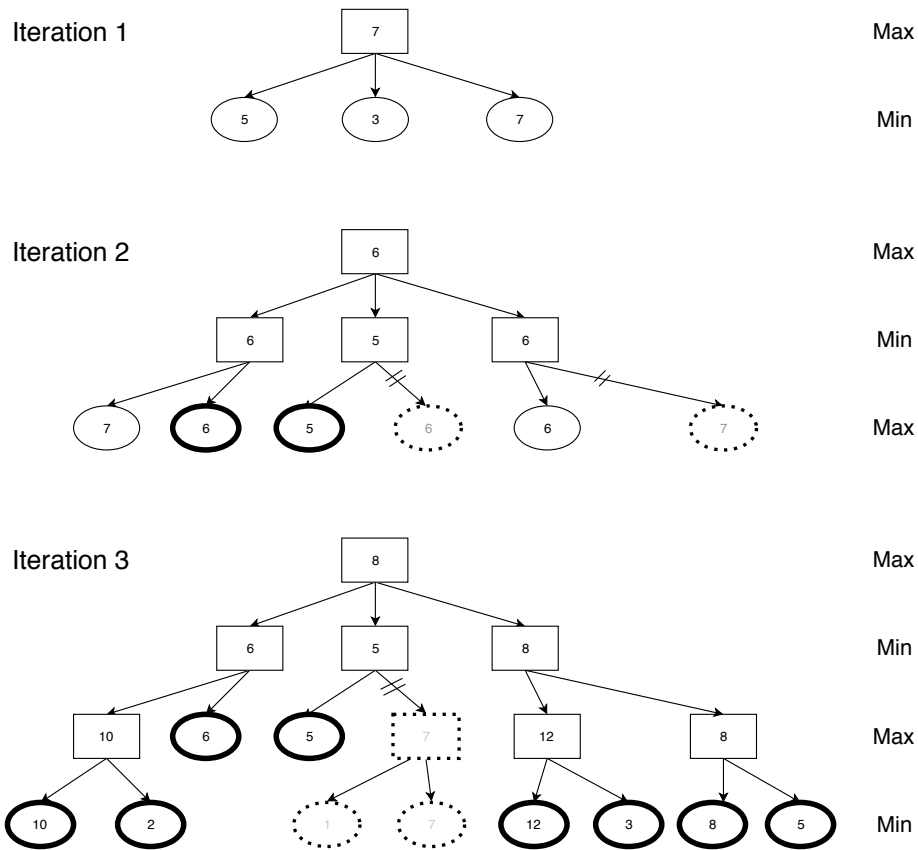 Iteration 1
7
Max
5 3 7
Min
Iteration 2
6
Max
6 5 6
Min
7 6 5 6 6 7
Max
Iteration 3
8
Max
6 5 8
Min
10 6 5 7 12 8
Max
10 2 1 7 12 3 8 5
Min